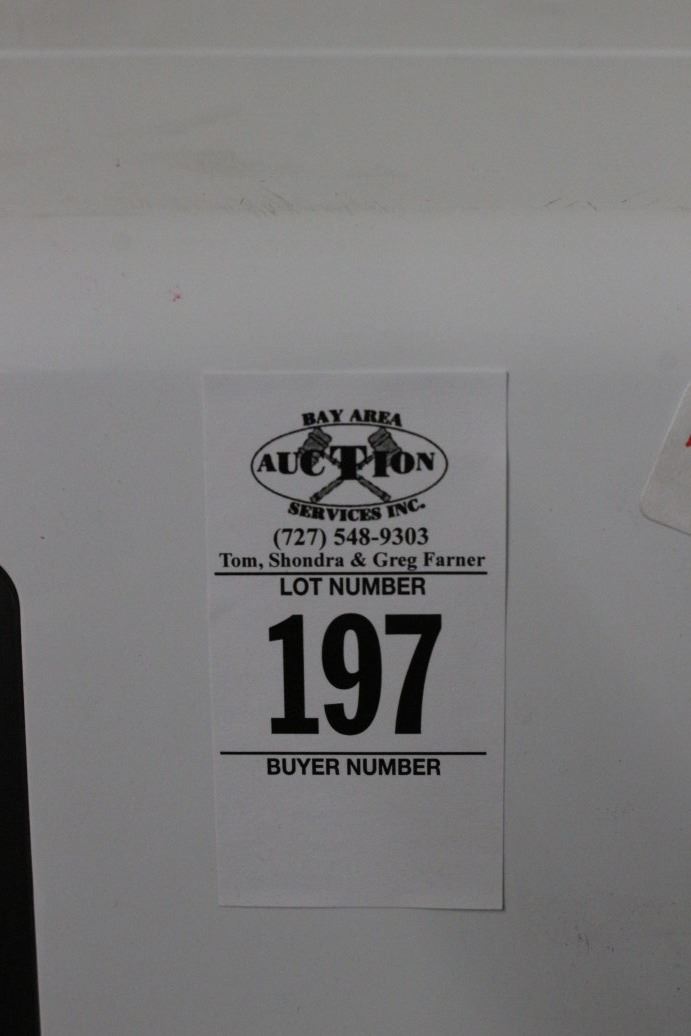 BAY AREA
AUCTION
SERVICES INC.
(727) 548-9303
Tom, Shondra & Greg Farner
LOT NUMBER
197
BUYER NUMBER